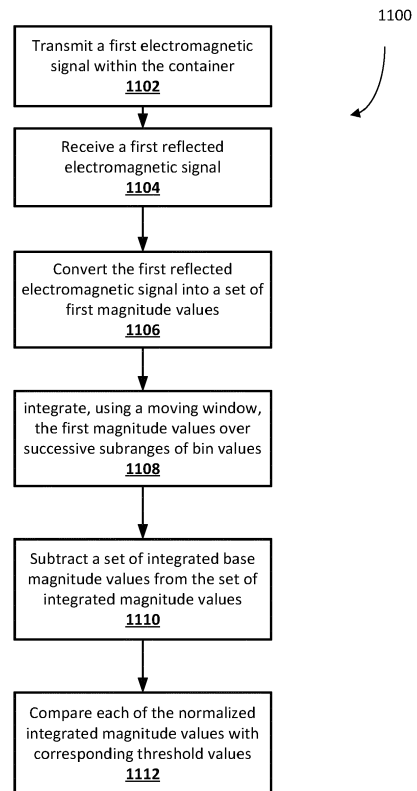 1100
Transmit a first electromagnetic
signal within the container
1102
Receive a first reflected
electromagnetic signal
1104
Convert the first reflected
electromagnetic signal into a set of
first magnitude values
1106
integrate, using a moving window,
the first magnitude values over
successive subranges of bin values
1108
Subtract a set of integrated base
magnitude values from the set of
integrated magnitude values
1110
Compare each of the normalized
integrated magnitude values with
corresponding threshold values
1112